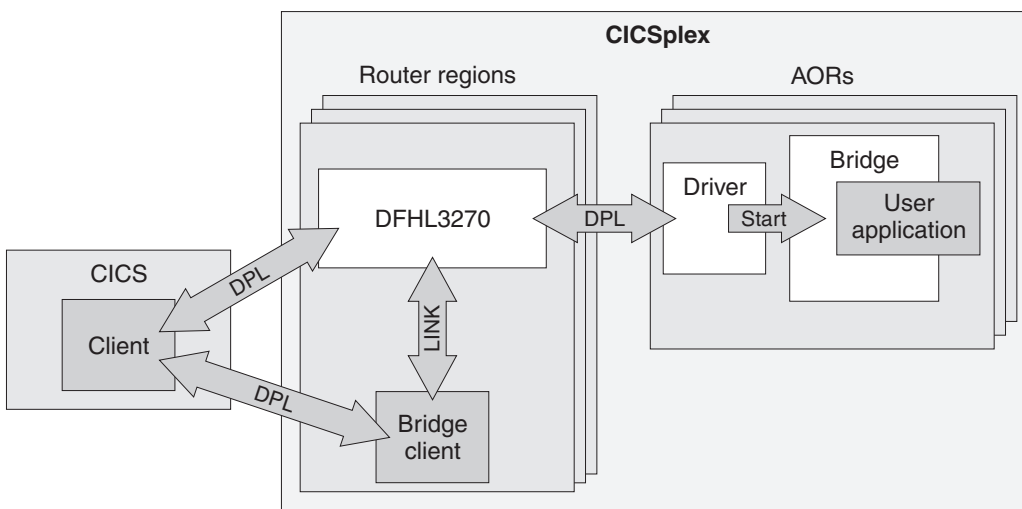 CICSplex
Router regions
AORs
DFHL3270
DPL
Driver
Start
Bridge
User
application
CICS
Client
DPL
LINK
DPL
Bridge
client